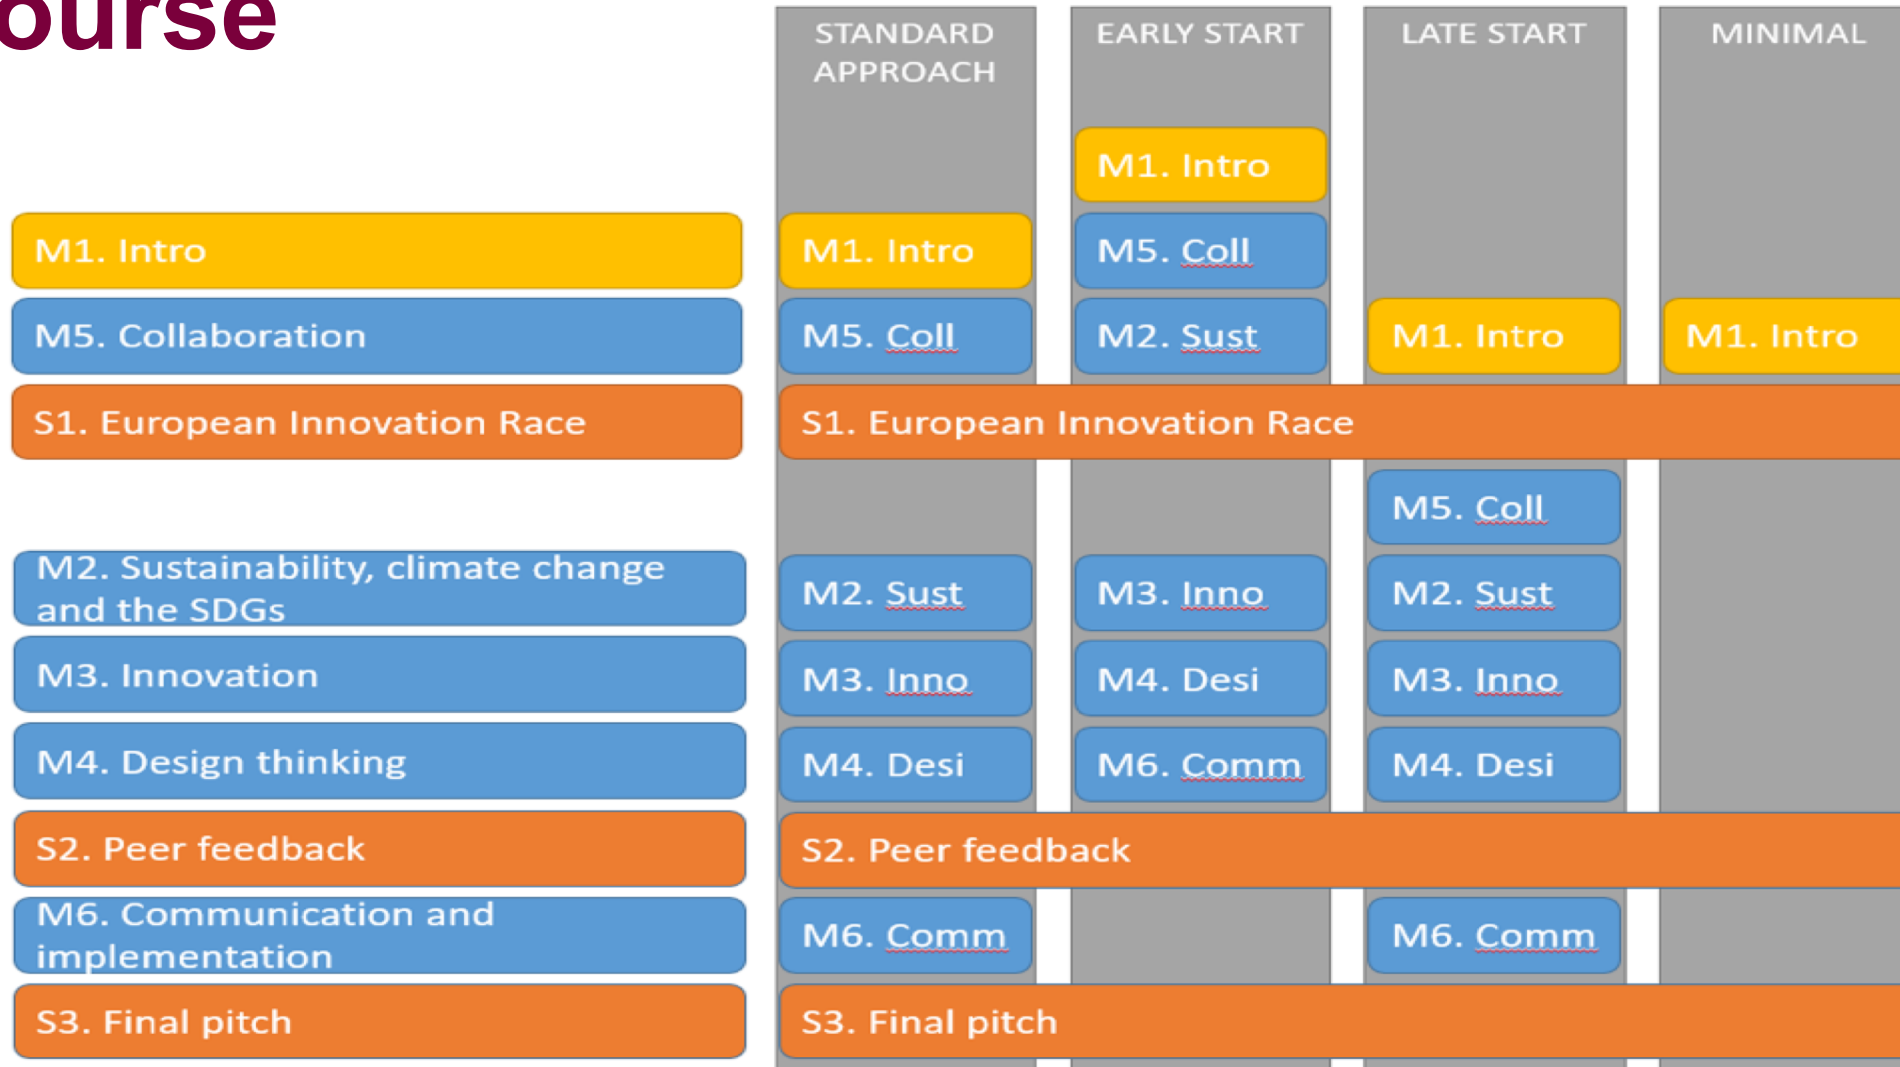 ourse
STANDARD
APPROACH
EARLY START
LATE START
MINIMAL
M1. Intro
M1. Intro
M1. Intro
M5. Coll
M5. Collaboration
M5. Coll
M2. Sust
M1. Intro
M1. Intro
S1. European Innovation Race
S1. European Innovation Race
M5. Coll
M2. Sustainability, climate change
and the SDGs
M2. Sust
M3. Inno
M2. Sust
M3. Innovation
M3. Inno
M4. Desi
M3. Inno
M4. Design thinking
M4. Desi
M6. Comm
M4. Desi
S2. Peer feedback
S2. Peer feedback
M6. Communication and
implementation
M6. Comm
M6. Comm
S3. Final pitch
S3. Final pitch